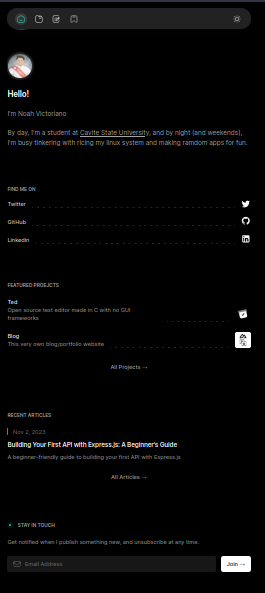 Hello!
I'm Noah Victoriano
By day, I'm a student at Cavite State University, and by night (and weekends),
I'm busy tinkering with ricing my linux system and making ramdom apps for fun.
FIND ME ON
Twitter
GitHub
Linkedin
FEATURED PROEJCTS
Ted
Open source text editor made in C with no GUI
frameworks
Blog
This very own blog/portfolio website
All Projects →
RECENT ARTICLES
Nov 2, 2023
Building Your First API with Express.js: A Beginner's Guide
A beginner-friendly guide to building your first API with Express.js
All Articles →
STAY IN TOUCH
Get notified when I publish something new, and unsubscribe at any time.
Email Address
Join →